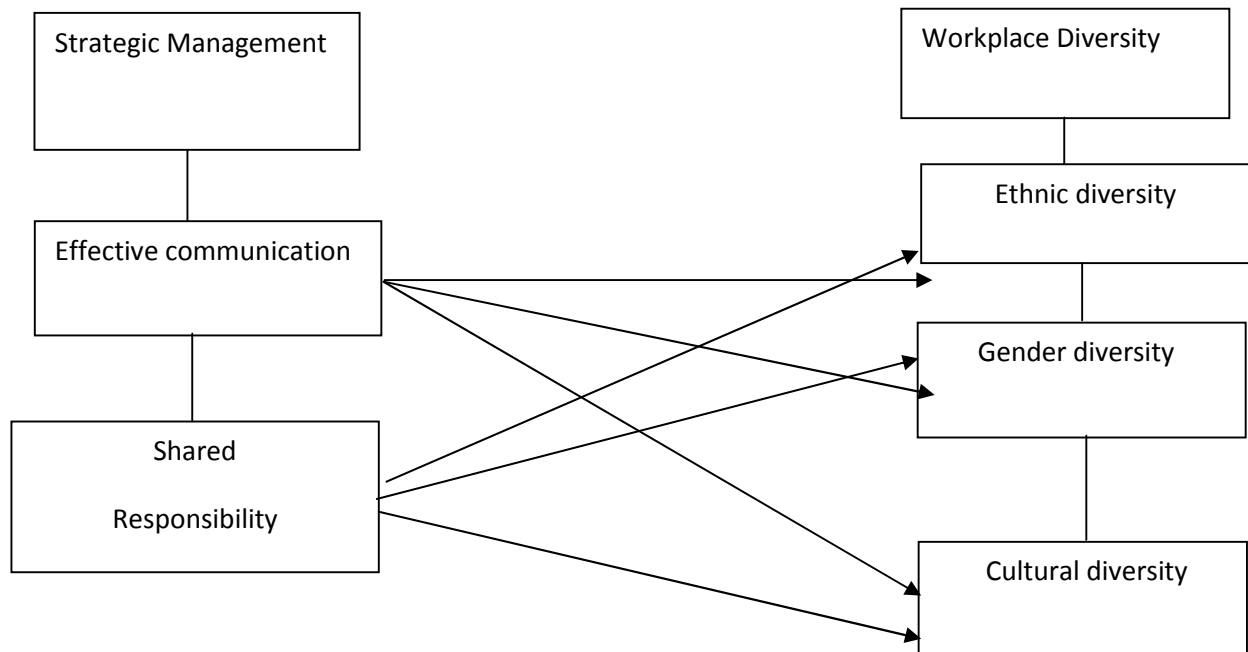 Strategic Management
Workplace Diversity
Ethnic diversity
Effective communication
Gender diversity
Shared
Responsibility
Cultural diversity